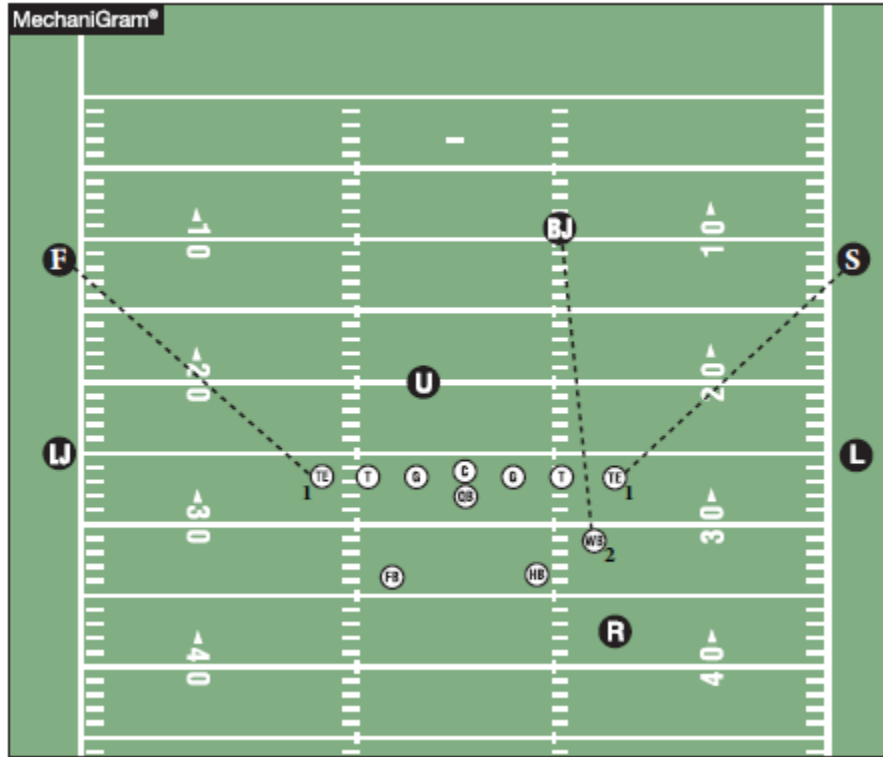 MechaniGram®
BJ
◄10
10►
F
S
◄20
U
20►
LJ
L
TE
T
G
C
G
T
TE
1
QB
1
◄30
30►
WB
2
FB
HB
R
◄40
40►